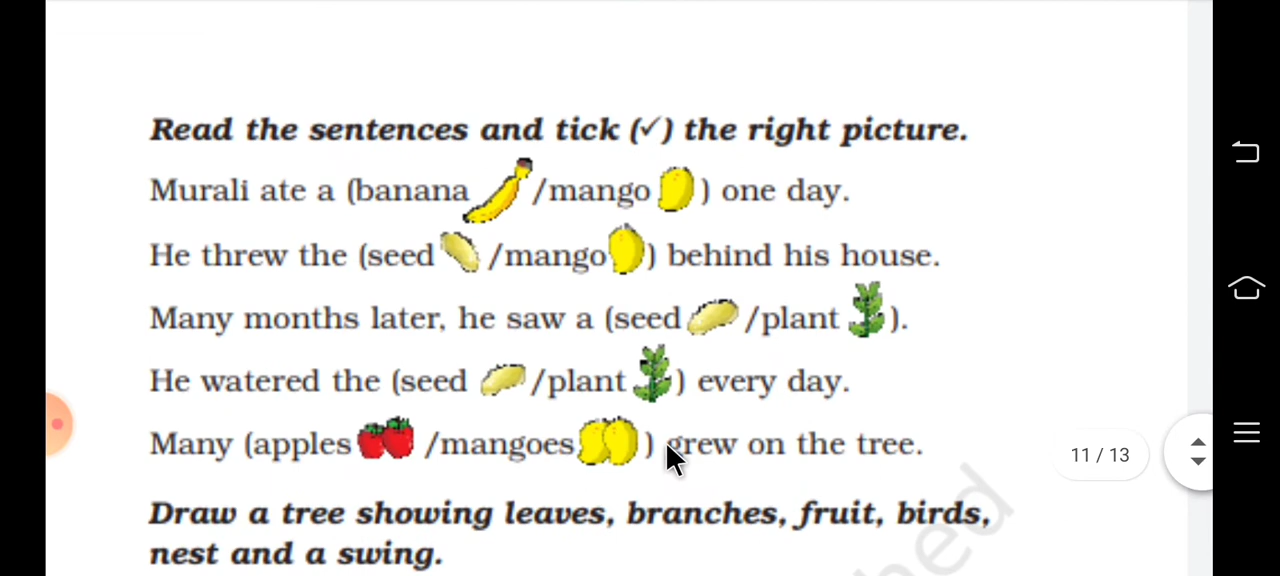 Read the sentences and tick (✓) the right picture.
Murali ate a (banana /mango ) one day.
He threw the (seed /mango ) behind his house.
Many months later, he saw a (seed /plant ).
He watered the (seed /plant ) every day.
Many (apples /mangoes ) grew on the tree.
11 / 13
Draw a tree showing leaves, branches, fruit, birds,
nest and a swing.